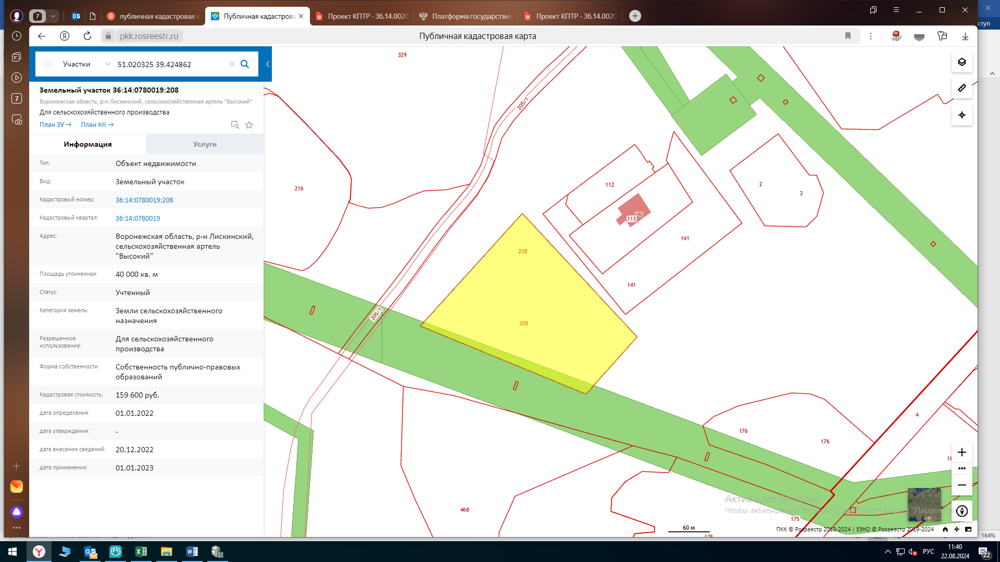 7
публичная кадастровая к
Публичная кадастрова
Проект КПТР - 36.14.0020
Платформа государствен
Проект КПТР - 36.14.0020
ступ
pkk.rosreestr.ru
Публичная кадастровая карта
Участки
51.020325 39.424862
7
Земельный участок 36:14:0780019:208
Воронежская область, р-н Лискинский, сельскохозяйственная артель "Высокий"
Для сельскохозяйственного производства
План ЗУ →
План КК →
Информация
Услуги
Тип:
Объект недвижимости
Вид:
Земельный участок
Кадастровый номер:
36:14:0780019:208
Кадастровый квартал:
36:14:0780019
Адрес:
Воронежская область, р-н Лискинский,
сельскохозяйственная артель
"Высокий"
Площадь уточненная:
40 000 кв. м
Статус:
Учтенный
Категория земель:
Земли сельскохозяйственного
назначения
Разрешенное
использование:
Для сельскохозяйственного
производства
Форма собственности:
Собственность публично-правовых
образований
Кадастровая стоимость:
159 600 руб.
дата определения:
01.01.2022
дата утверждения:
-
дата внесения сведений:
20.12.2022
дата применения:
01.01.2023
329
205/1
216
112
190
113
2
2
141
208
141
205/1
208
176
176
4
18
468
175
175
60 м
Активация Windows
Чтобы активировать Windows, перейдите в раздел "Параметры
ПКК © Росреестр 2010-2024 | ЕЭКО © Росреестр 2019-2024
164%
РУС
11:40
22.08.2024
22